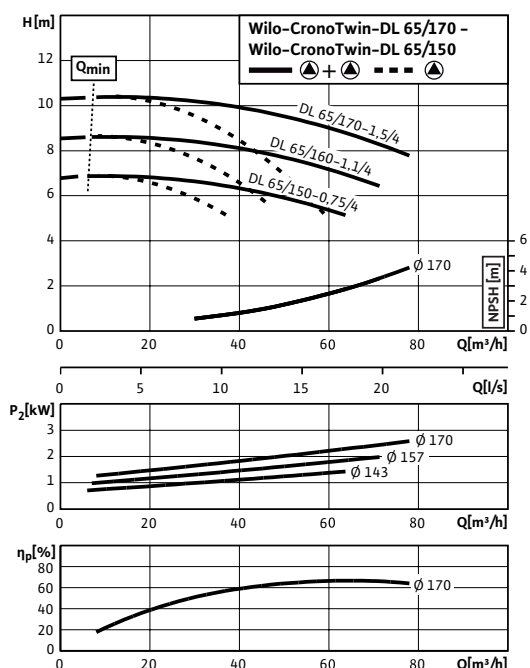 H[m]
Wilo-CronoTwin-DL 65/170 –
Wilo-CronoTwin-DL 65/150
+
12
Qmin
10
DL 65/170-1,5/4
8
DL 65/160-1,1/4
6
DL 65/150-0,75/4
4
6
Ø 170
4
2
2
NPSH [m]
0
0
0 20 40 60 80 Q[m³/h]
0 5 10 15 20 Q[l/s]
P₂[kW]
3
Ø 170
2
Ø 157
1
Ø 143
0
0 20 40 60 80 Q[m³/h]
ηp[%]
80
60
Ø 170
40
20
0
0 20 40 60 80 Q[m³/h]